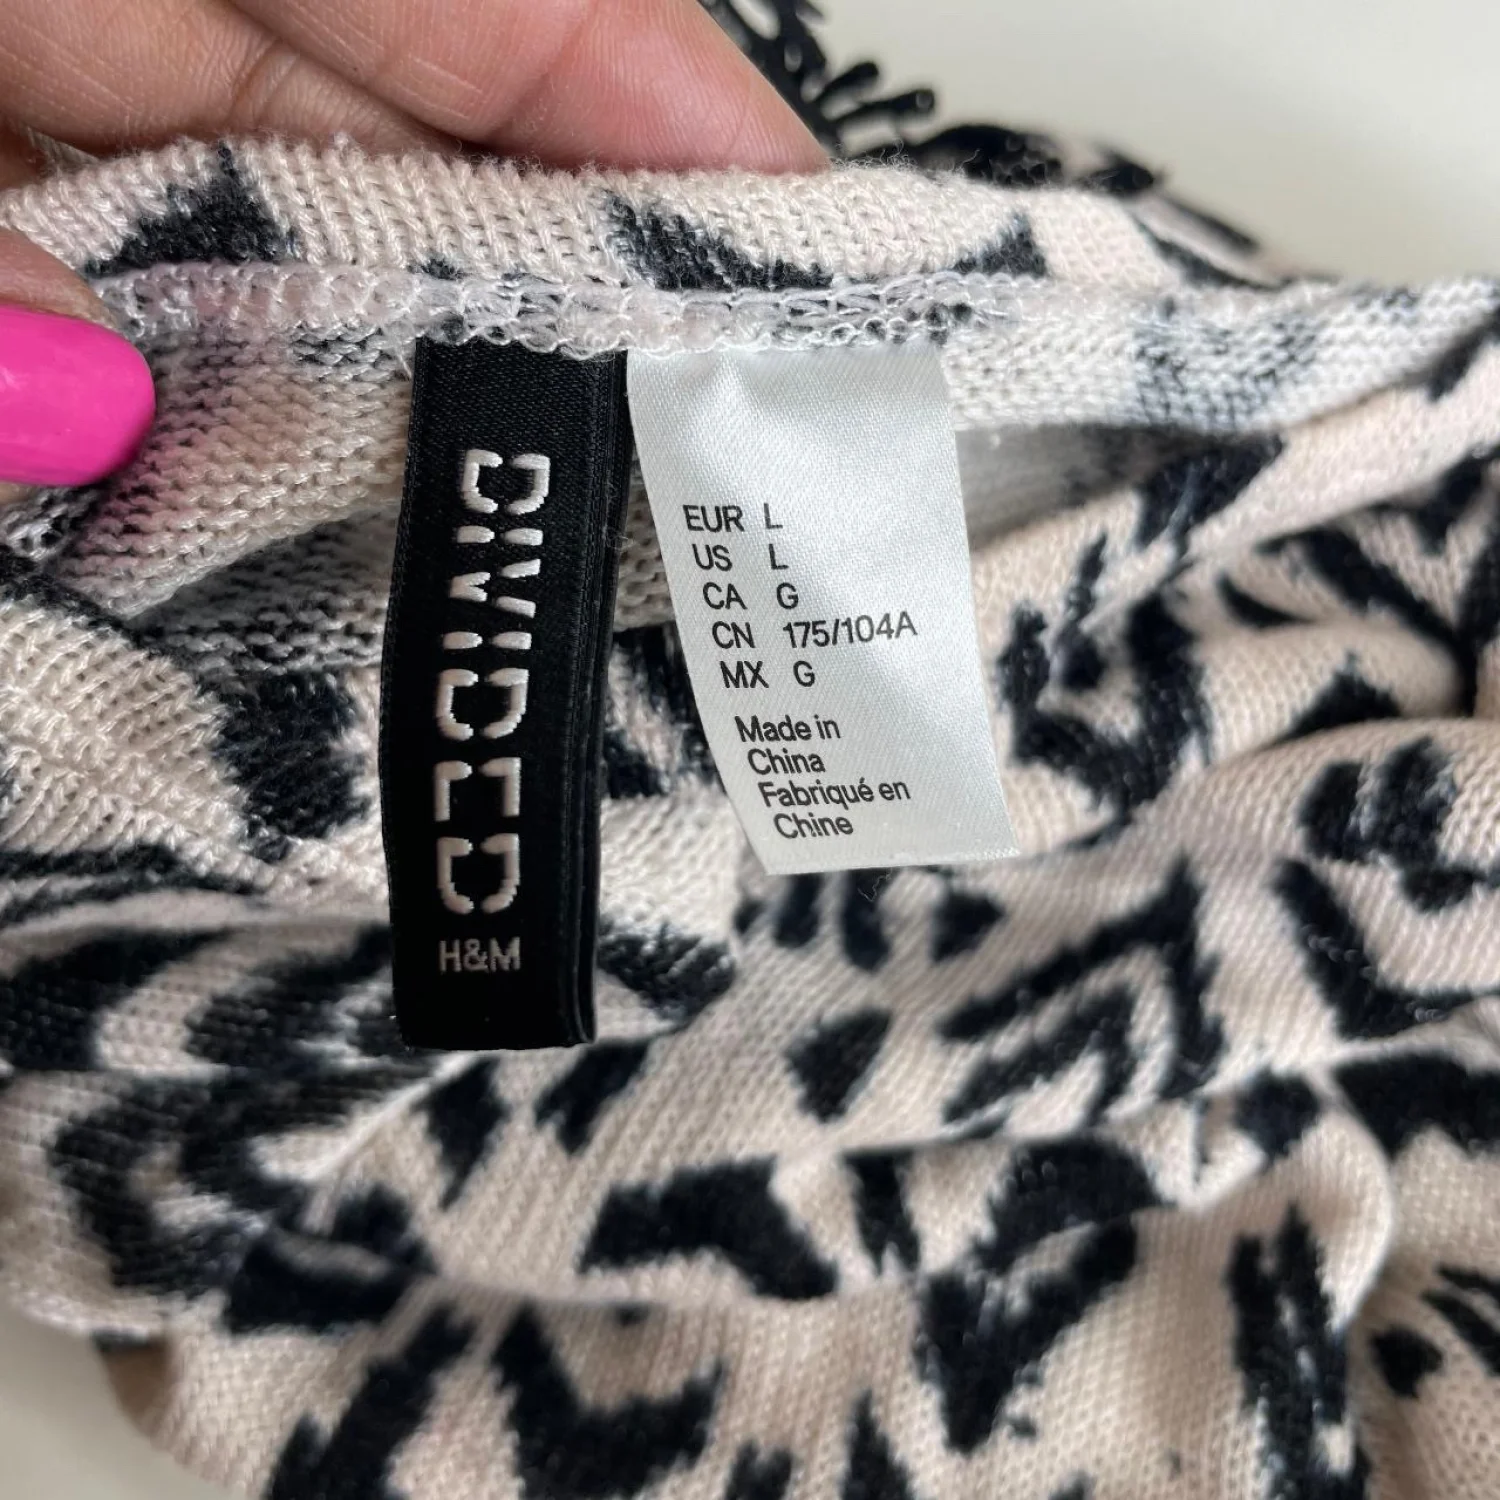 DIVIDED
H&M
EUR L
US L
CA G
CN 175/104A
MX G
Made in
China
Fabriqué en
Chine